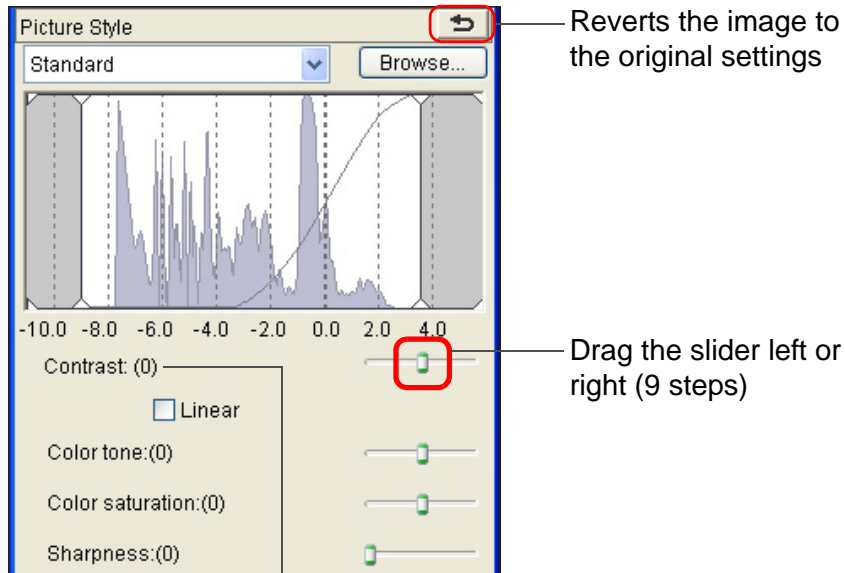 Picture Style
Reverts the image to
the original settings
Standard
Browse...
-10.0 -8.0 -6.0 -4.0 -2.0 0.0 2.0 4.0
Contrast: (0)
Drag the slider left or
right (9 steps)
Linear
Color tone:(0)
Color saturation:(0)
Sharpness:(0)